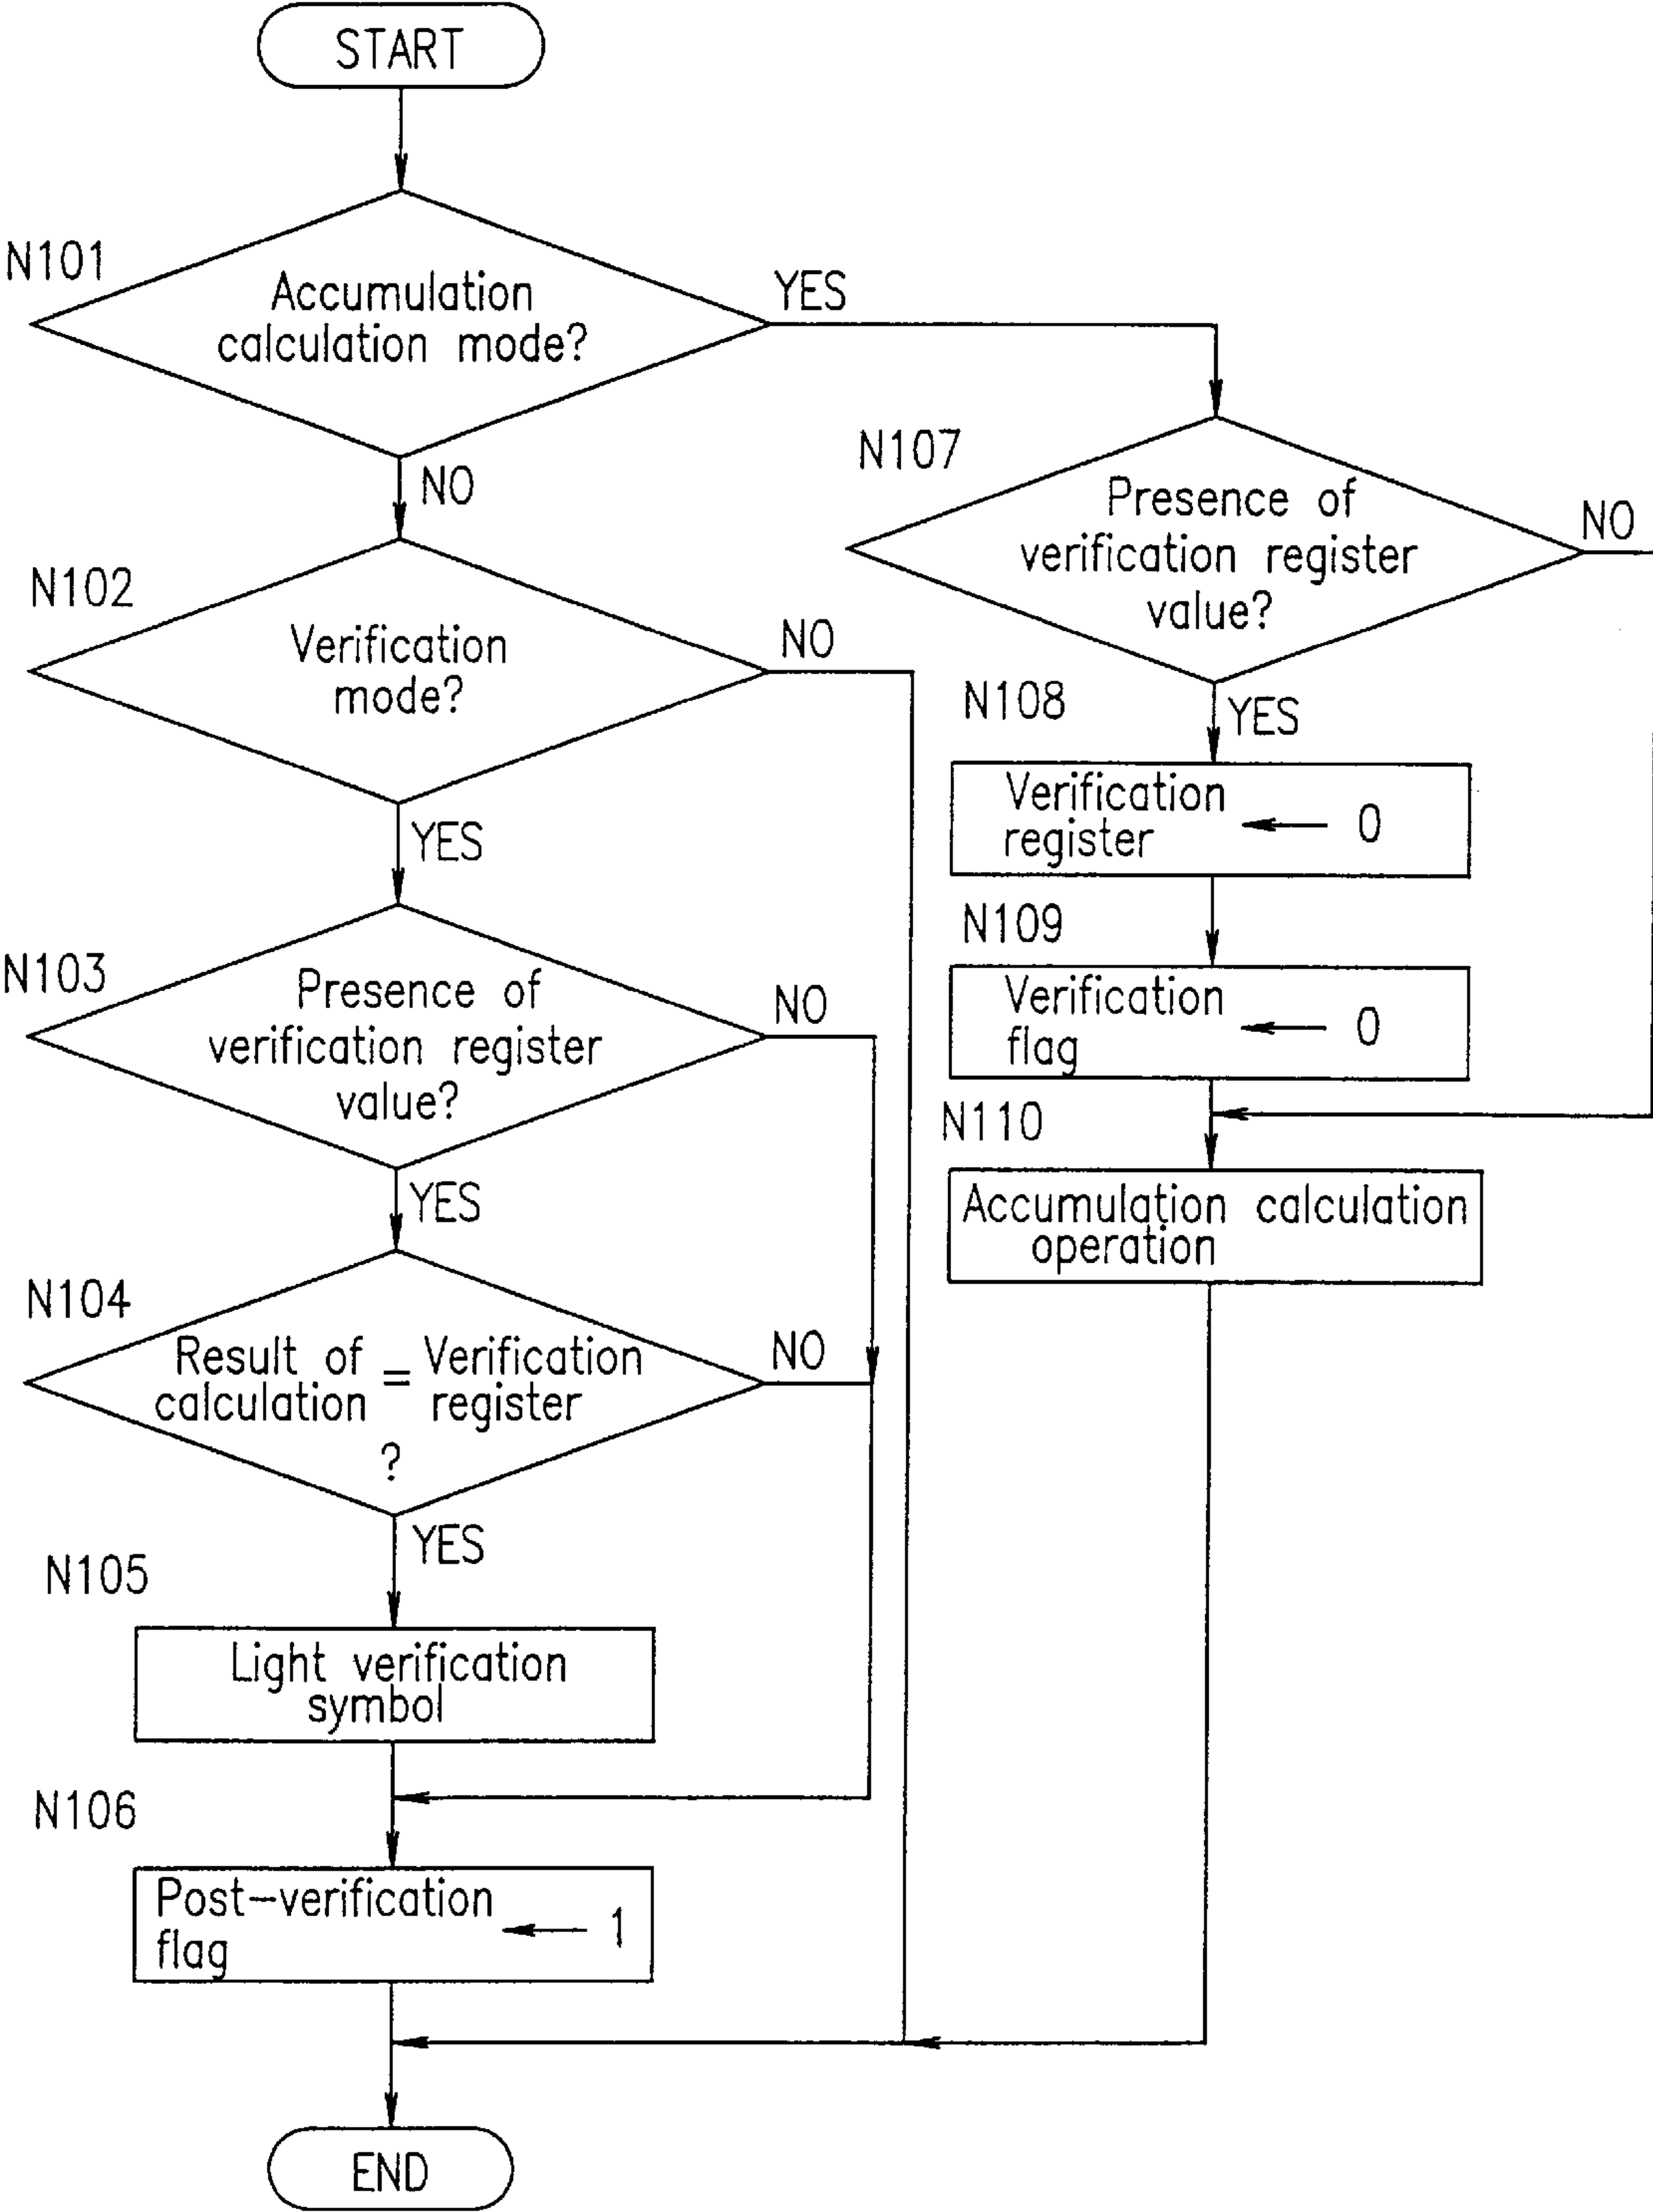 START
N101
Accumulation
calculation mode?
YES
NO
N107
Presence of
verification register
value?
NO
YES
N102
Verification
mode?
NO
YES
N108
Verification
register ← 0
N109
Verification
flag ← 0
N103
Presence of
verification register
value?
NO
YES
N110
Accumulation calculation
operation
N104
Result of = Verification
calculation register
?
NO
YES
N105
Light verification
symbol
N106
Post-verification
flag ← 1
END